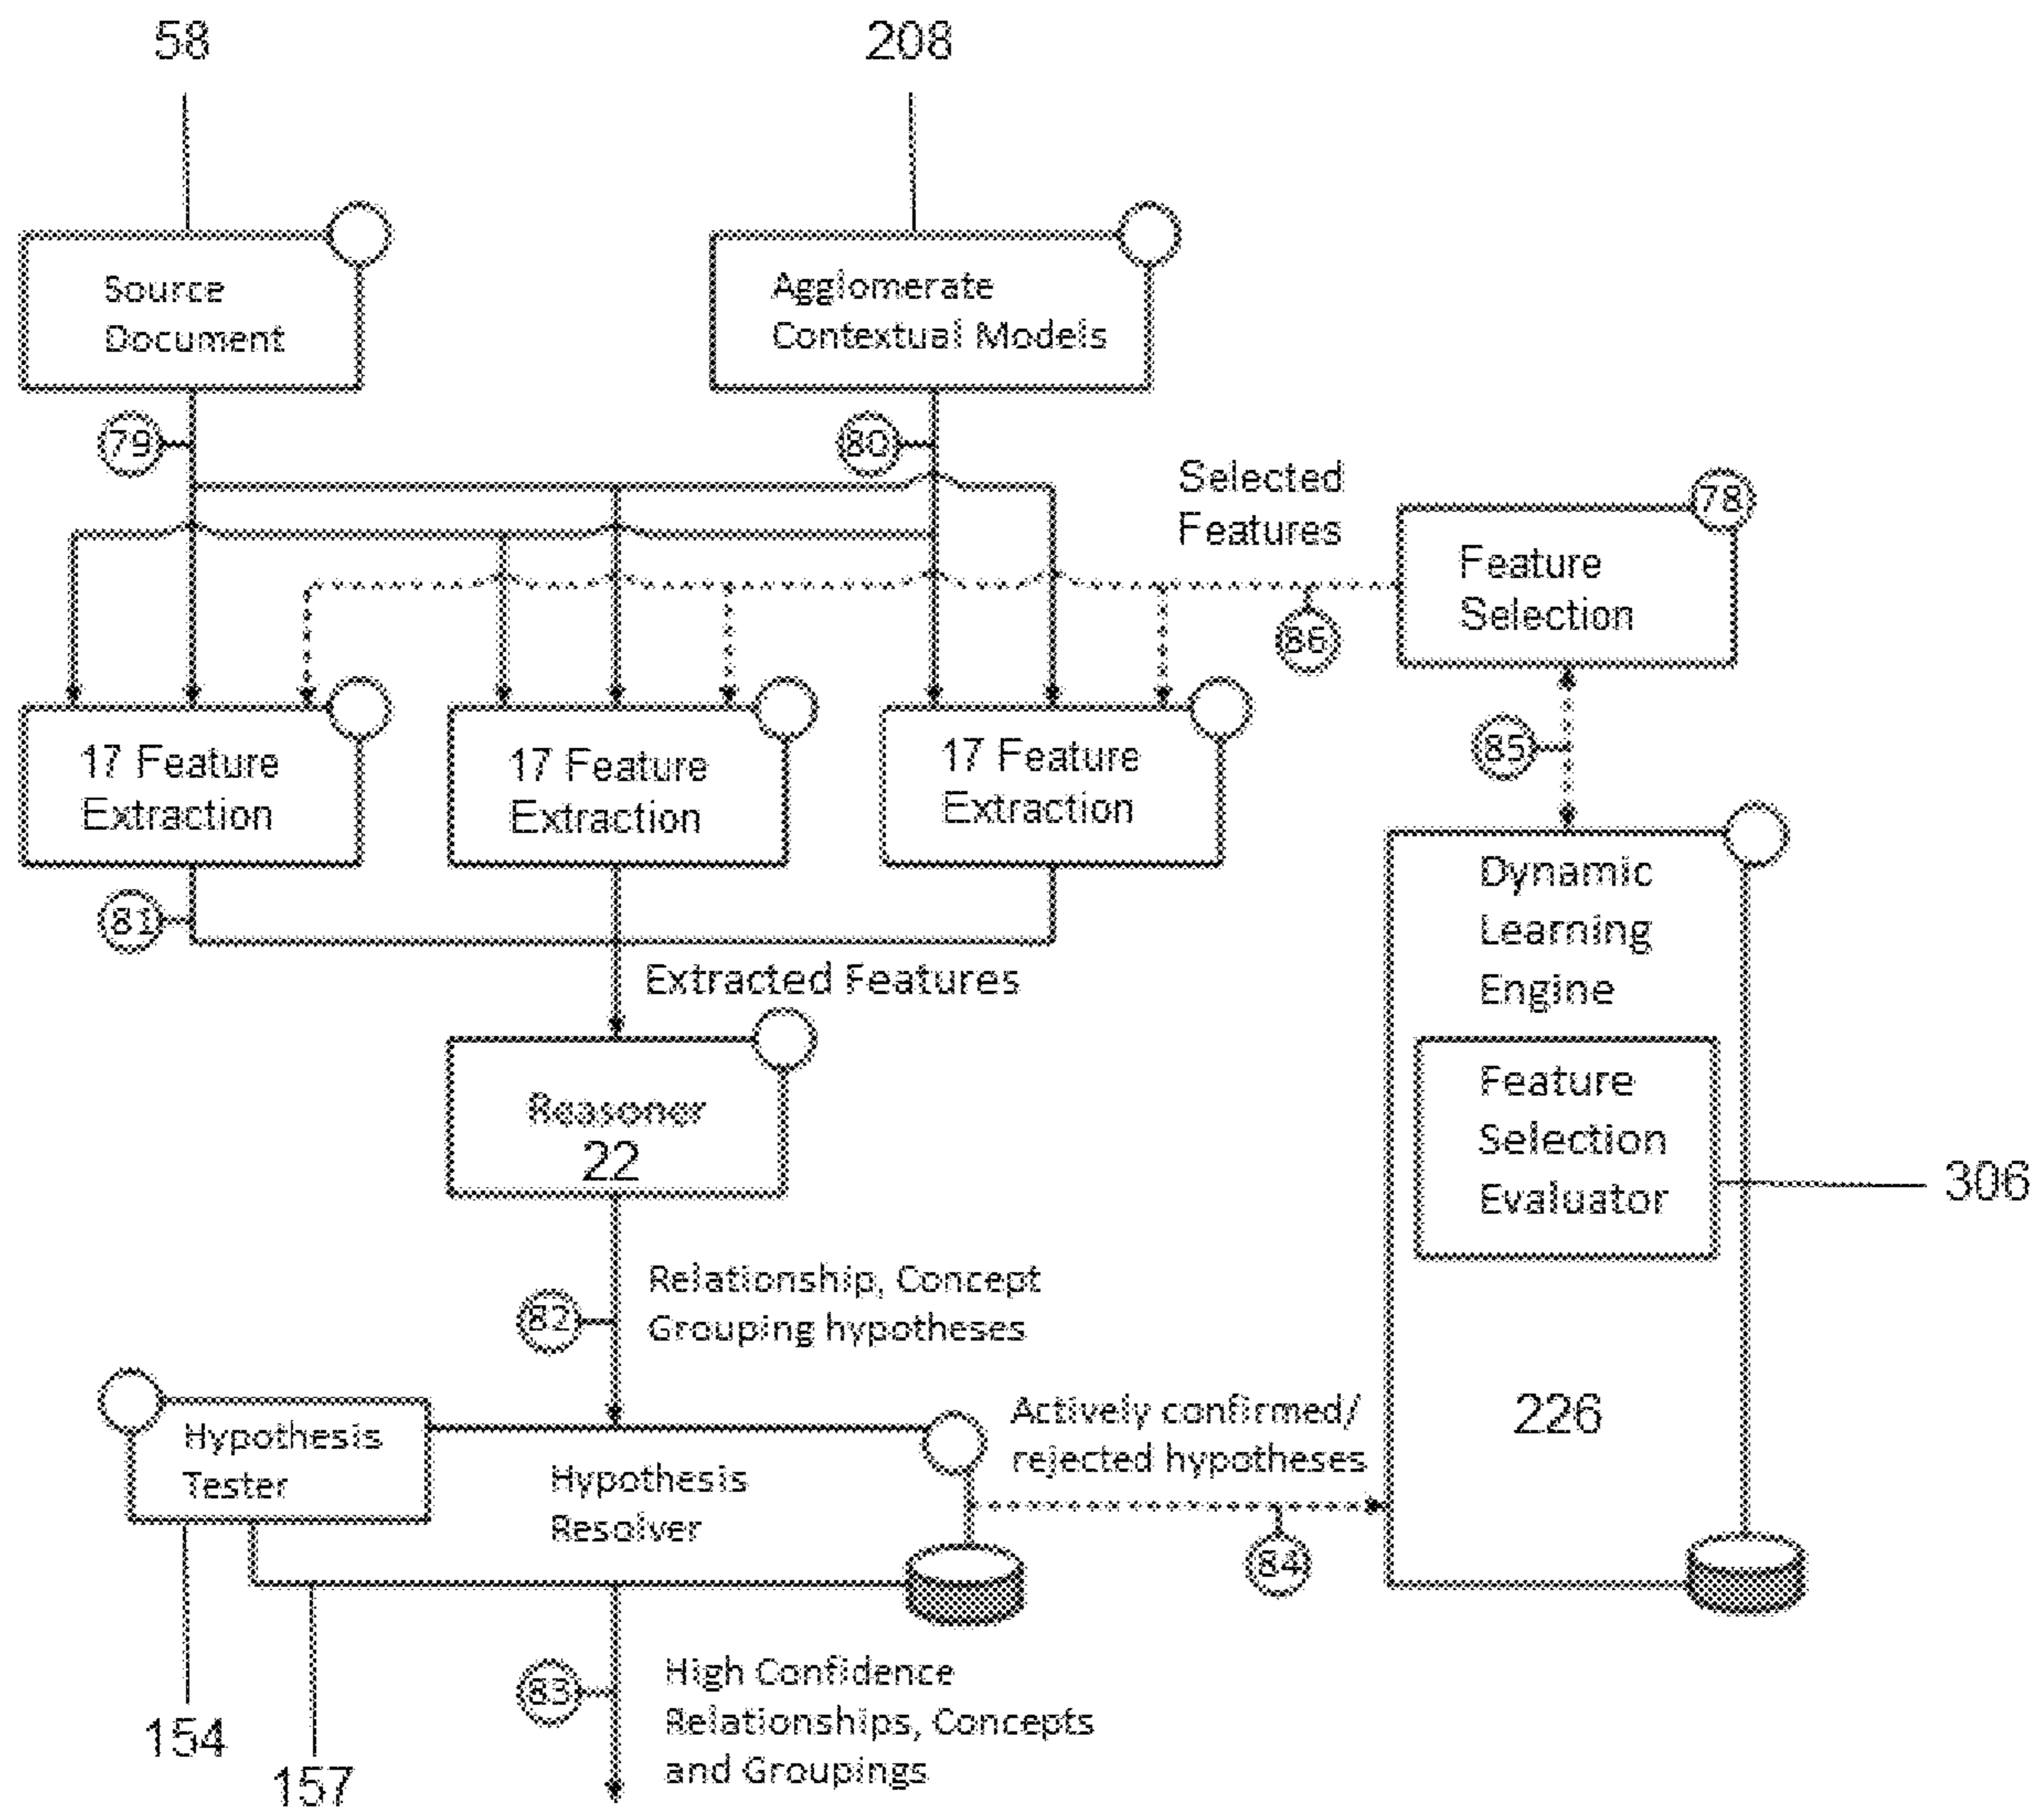 58
208
Source
Document
Agglomerate
Contextual Models
79
80
Selected
Features
78
Feature
Selection
86
85
17 Feature
Extraction
17 Feature
Extraction
17 Feature
Extraction
81
Extracted Features
Dynamic
Learning
Engine
Reasoner
22
Feature
Selection
Evaluator
306
82
Relationship, Concept
Grouping hypotheses
Hypothesis
Tester
Hypothesis
Resolver
Actively confirmed/
rejected hypotheses
84
226
83
High Confidence
Relationships, Concepts
and Groupings
154
157